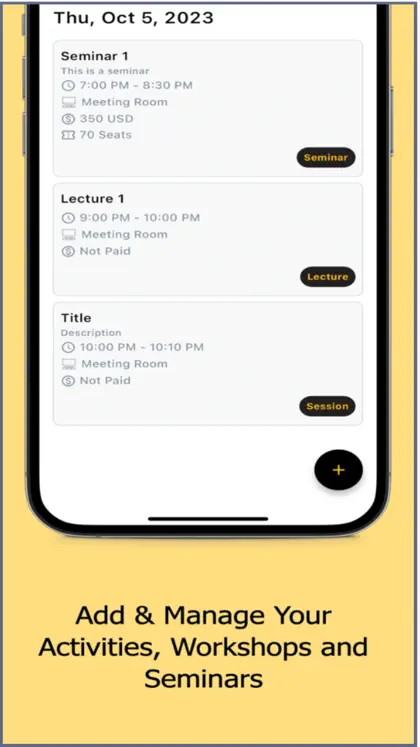 Thu, Oct 5, 2023
Seminar 1
This is a seminar
7:00 PM - 8:30 PM
Meeting Room
350 USD
70 Seats
Seminar
Lecture 1
9:00 PM - 10:00 PM
Meeting Room
Not Paid
Lecture
Title
Description
10:00 PM - 10:10 PM
Meeting Room
Not Paid
Session
+
Add & Manage Your
Activities, Workshops and
Seminars